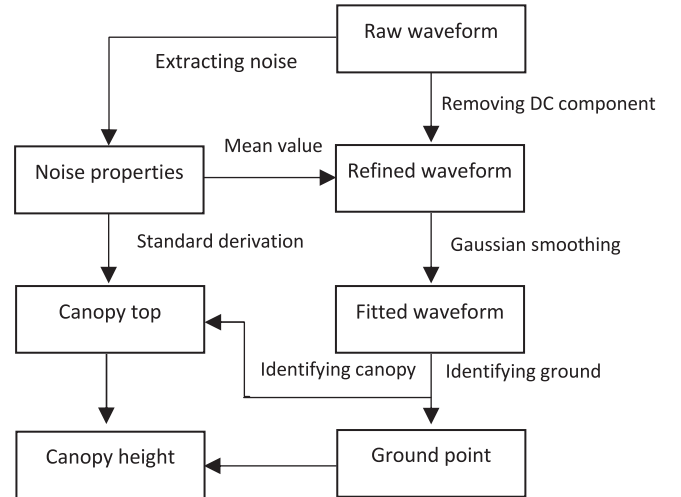 Raw waveform
Extracting noise
Removing DC component
Mean value
Noise properties
Refined waveform
Standard derivation
Gaussian smoothing
Canopy top
Fitted waveform
Identifying canopy
Identifying ground
Canopy height
Ground point